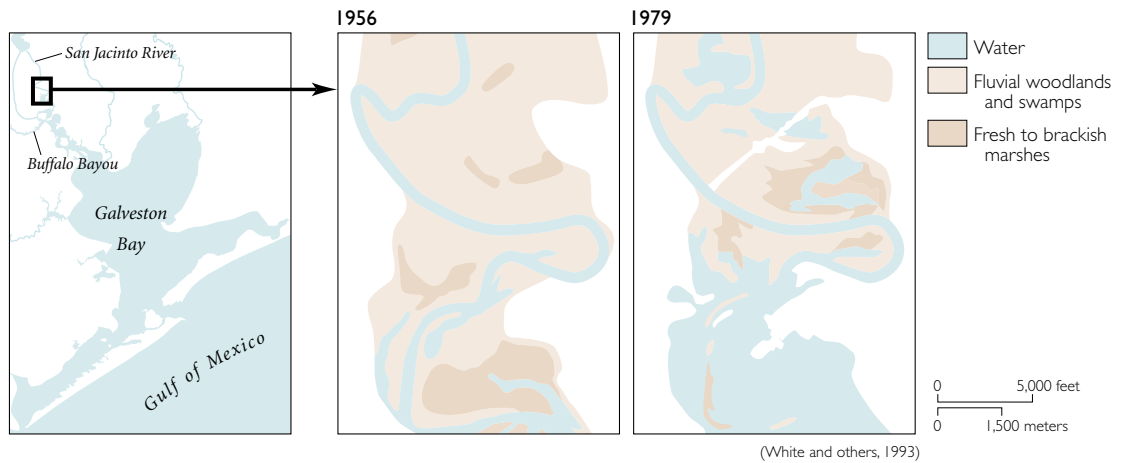 1956
1979
San Jacinto River
Buffalo Bayou
Galveston
Bay
Gulf of Mexico
Water
Fluvial woodlands
and swamps
Fresh to brackish
marshes
0 5,000 feet
0 1,500 meters
(White and others, 1993)